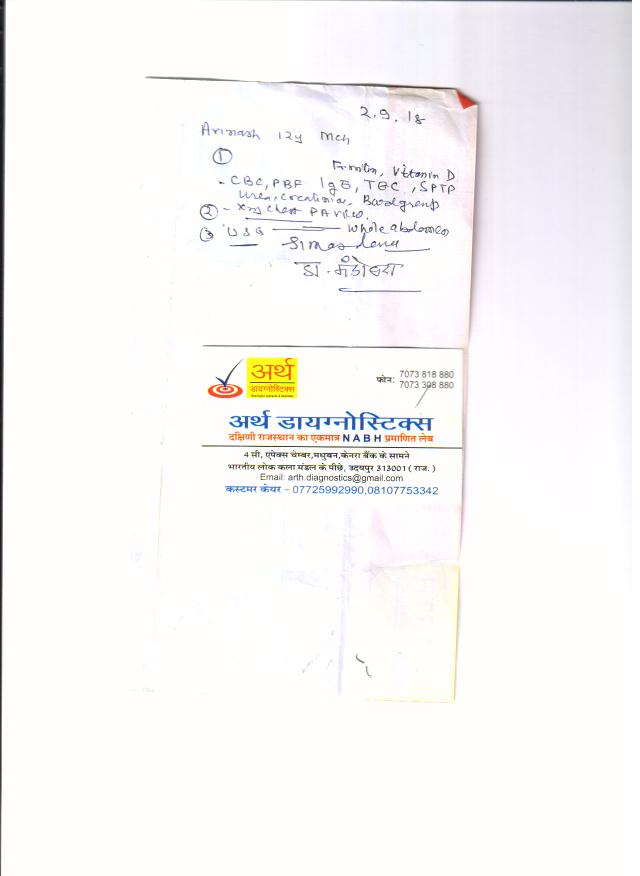 2.9.18
Avinash 12y Mch
①
Ferritin, Vitamin D
- CBC, PBF IgE, TEC, SPTP
Urea, Creatinine, Bloodgroup
② - Xray Chest PA View.
③ USG whole abdomen
डा.
अर्थ
डायग्नोस्टिक्स
फोन: 7073 818 880
7073 308 880
अर्थ डायग्नोस्टिक्स
दक्षिणी राजस्थान का एकमात्र NABH प्रमाणित लेब
4 सी, एपेक्स चेम्बर,मधुबन,केनरा बैंक के सामने
भारतीय लोक कला मंडल के पीछे, उदयपुर 313001 ( राज. )
Email: arth.diagnostics@gmail.com
कस्टमर केयर - 07725992990,08107753342